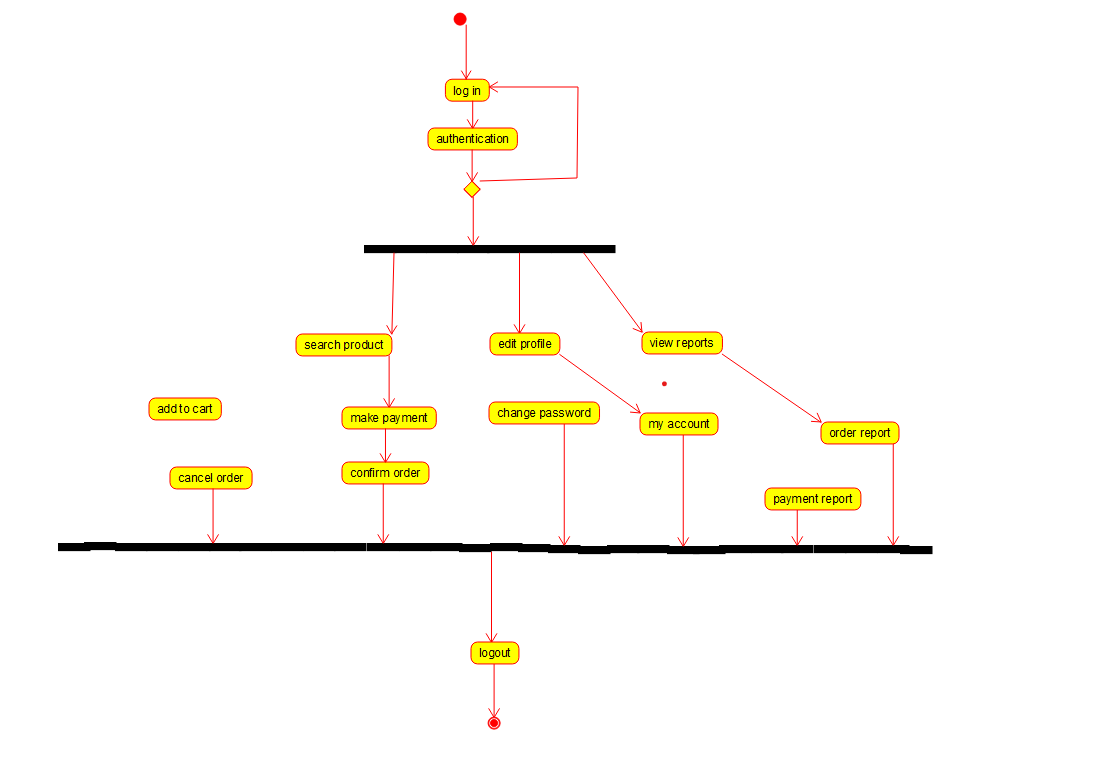 log in
authentication
search product
edit profile
view reports
add to cart
make payment
change password
my account
order report
cancel order
confirm order
payment report
logout